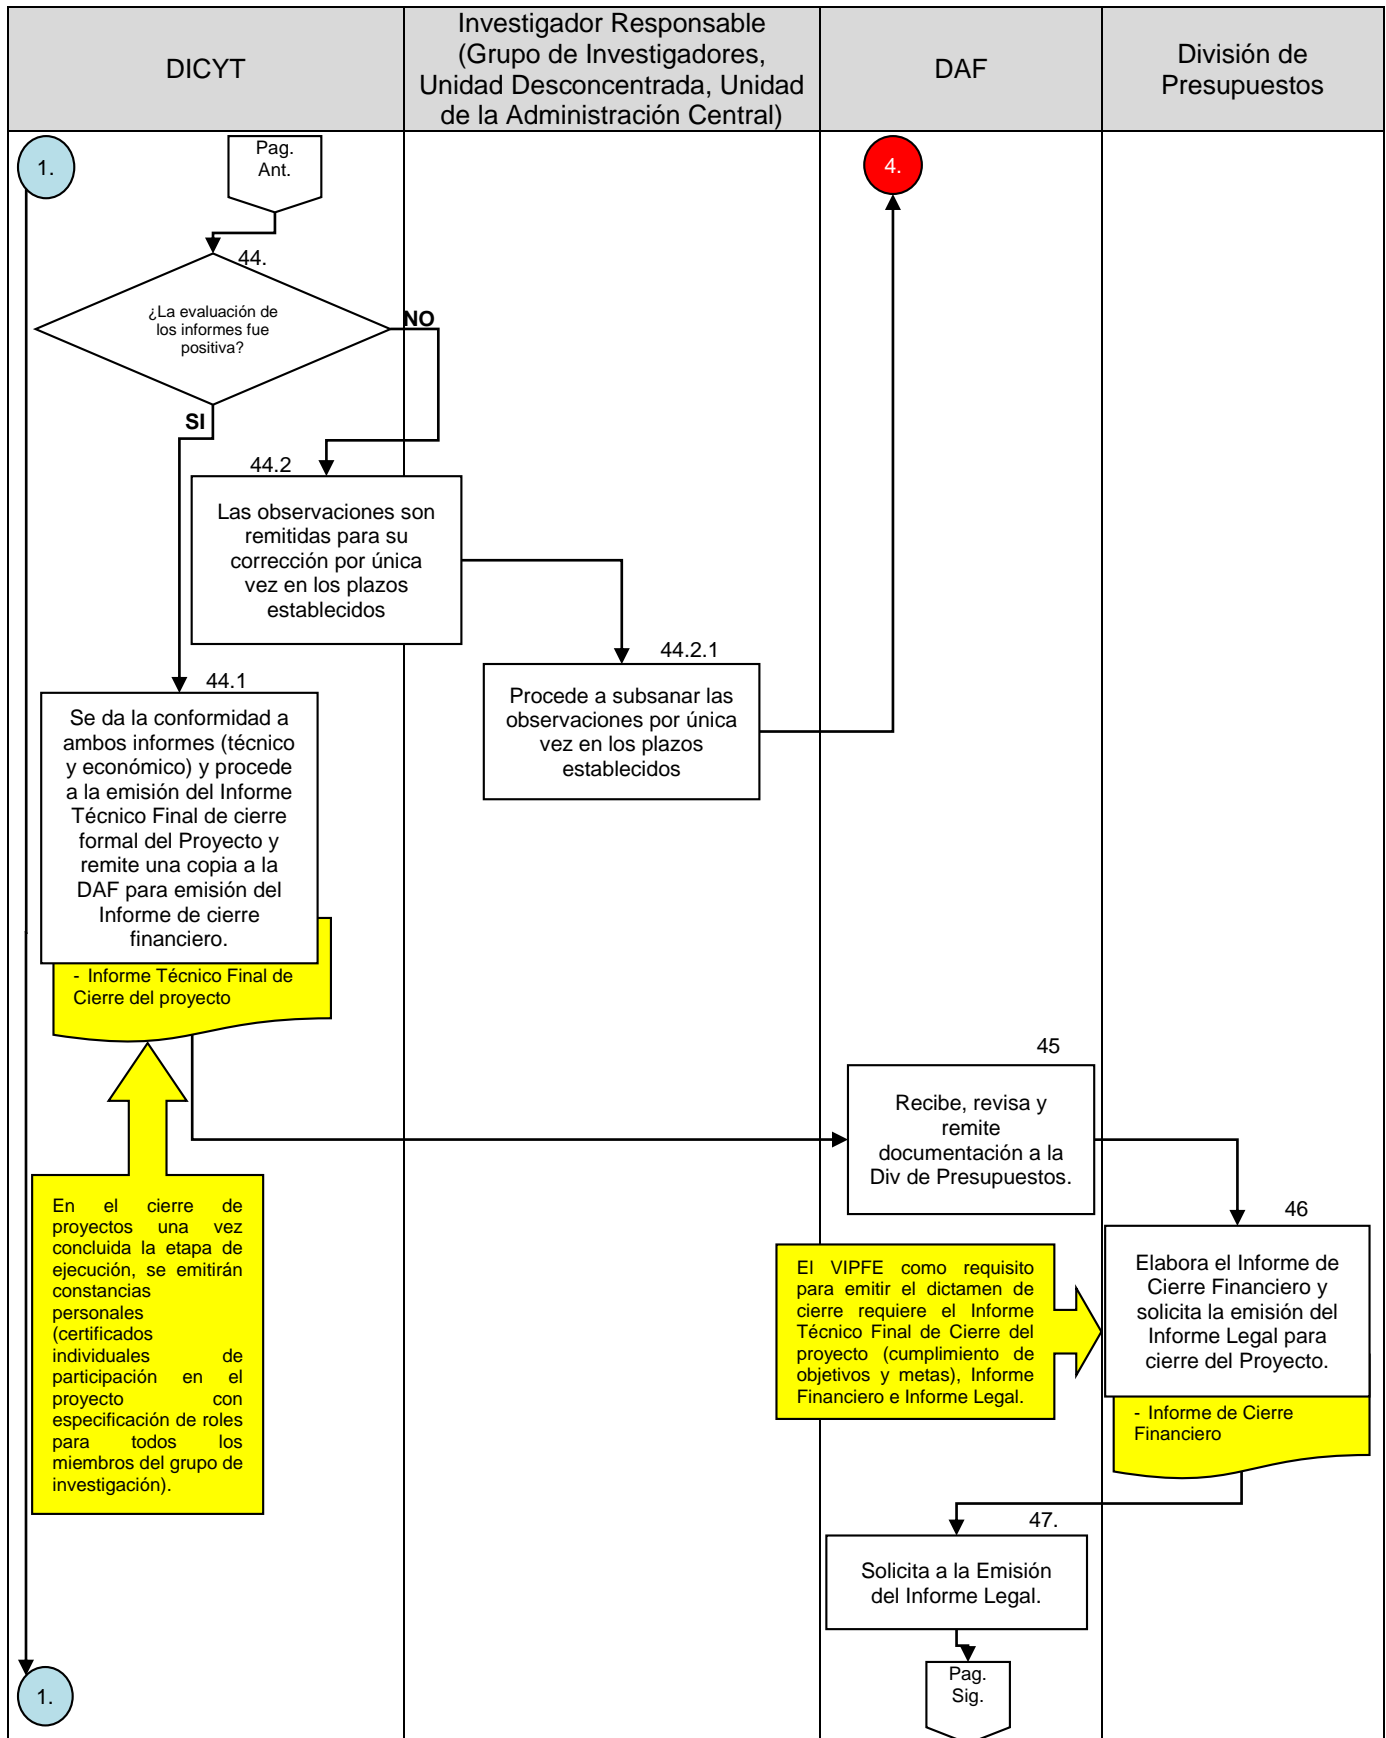 DICYT
Investigador Responsable
(Grupo de Investigadores,
Unidad Desconcentrada, Unidad
de la Administración Central)
DAF
División de
Presupuestos
1.
Pag.
Ant.
4.
44.
¿La evaluación de
los informes fue
positiva?
NO
SI
44.2
Las observaciones son
remitidas para su
corrección por única
vez en los plazos
establecidos
44.2.1
Procede a subsanar las
observaciones por única
vez en los plazos
establecidos
44.1
Se da la conformidad a
ambos informes (técnico
y económico) y procede
a la emisión del Informe
Técnico Final de cierre
formal del Proyecto y
remite una copia a la
DAF para emisión del
Informe de cierre
financiero.
- Informe Técnico Final de
Cierre del proyecto
45
Recibe, revisa y
remite
documentación a la
Div de Presupuestos.
En el cierre de
proyectos una vez
concluida la etapa de
ejecución, se emitirán
constancias
personales
(certificados
individuales de
participación en el
proyecto con
especificación de roles
para todos los
miembros del grupo de
investigación).
46
Elabora el Informe de
Cierre Financiero y
solicita la emisión del
Informe Legal para
cierre del Proyecto.
El VIPFE como requisito
para emitir el dictamen de
cierre requiere el Informe
Técnico Final de Cierre del
proyecto (cumplimiento de
objetivos y metas), Informe
Financiero e Informe Legal.
- Informe de Cierre
Financiero
47.
Solicita a la Emisión
del Informe Legal.
Pag.
Sig.
1.